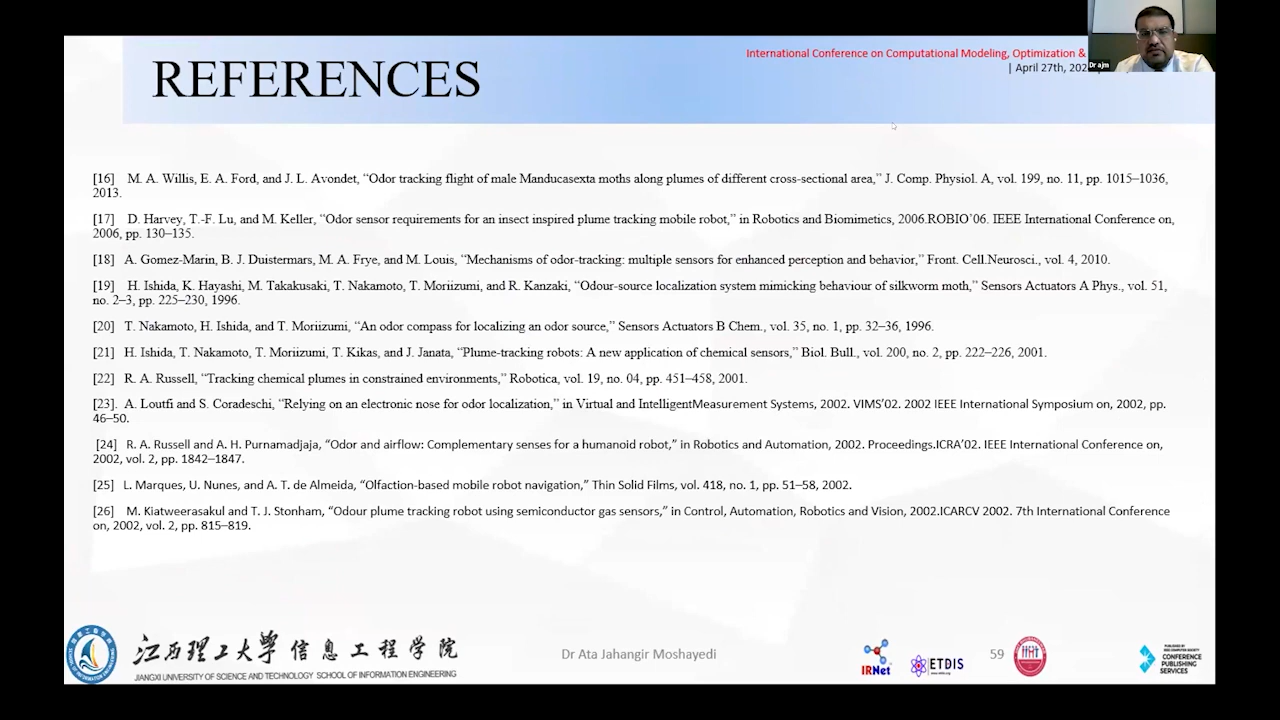 REFERENCES
International Conference on Computational Modeling, Optimization &
| April 27th, 202
Dr ajm
[16] M. A. Willis, E. A. Ford, and J. L. Avondet, “Odor tracking flight of male Manducasexta moths along plumes of different cross-sectional area,” J. Comp. Physiol. A, vol. 199, no. 11, pp. 1015–1036,
2013.
[17] D. Harvey, T.-F. Lu, and M. Keller, “Odor sensor requirements for an insect inspired plume tracking mobile robot,” in Robotics and Biomimetics, 2006.ROBIO`06. IEEE International Conference on,
2006, pp. 130–135.
[18] A. Gomez-Marin, B. J. Duistermars, M. A. Frye, and M. Louis, “Mechanisms of odor-tracking: multiple sensors for enhanced perception and behavior,” Front. Cell.Neurosci., vol. 4, 2010.
[19] H. Ishida, K. Hayashi, M. Takakusaki, T. Nakamoto, T. Moriizumi, and R. Kanzaki, “Odour-source localization system mimicking behaviour of silkworm moth,” Sensors Actuators A Phys., vol. 51,
no. 2–3, pp. 225–230, 1996.
[20] T. Nakamoto, H. Ishida, and T. Moriizumi, “An odor compass for localizing an odor source,” Sensors Actuators B Chem., vol. 35, no. 1, pp. 32–36, 1996.
[21] H. Ishida, T. Nakamoto, T. Moriizumi, T. Kikas, and J. Janata, “Plume-tracking robots: A new application of chemical sensors,” Biol. Bull., vol. 200, no. 2, pp. 222–226, 2001.
[22] R. A. Russell, “Tracking chemical plumes in constrained environments,” Robotica, vol. 19, no. 04, pp. 451–458, 2001.
[23]. A. Loutfi and S. Coradeschi, “Relying on an electronic nose for odor localization,” in Virtual and IntelligentMeasurement Systems, 2002. VIMS’02. 2002 IEEE International Symposium on, 2002, pp.
46–50.
[24] R. A. Russell and A. H. Purnamadjaja, “Odor and airflow: Complementary senses for a humanoid robot,” in Robotics and Automation, 2002. Proceedings.ICRA’02. IEEE International Conference on,
2002, vol. 2, pp. 1842–1847.
[25] L. Marques, U. Nunes, and A. T. de Almeida, “Olfaction-based mobile robot navigation,” Thin Solid Films, vol. 418, no. 1, pp. 51–58, 2002.
[26] M. Kiatweerasakul and T. J. Stonham, “Odour plume tracking robot using semiconductor gas sensors,” in Control, Automation, Robotics and Vision, 2002.ICARCV 2002. 7th International Conference
on, 2002, vol. 2, pp. 815–819.
江西理工大學 信息工程学院
JIANGXI UNIVERSITY OF SCIENCE AND TECHNOLOGY SCHOOL OF INFORMATION ENGINEERING
Dr Ata Jahangir Moshayedi
IRNet
ETDIS
59
CONFERENCE
PUBLISHING
SERVICES